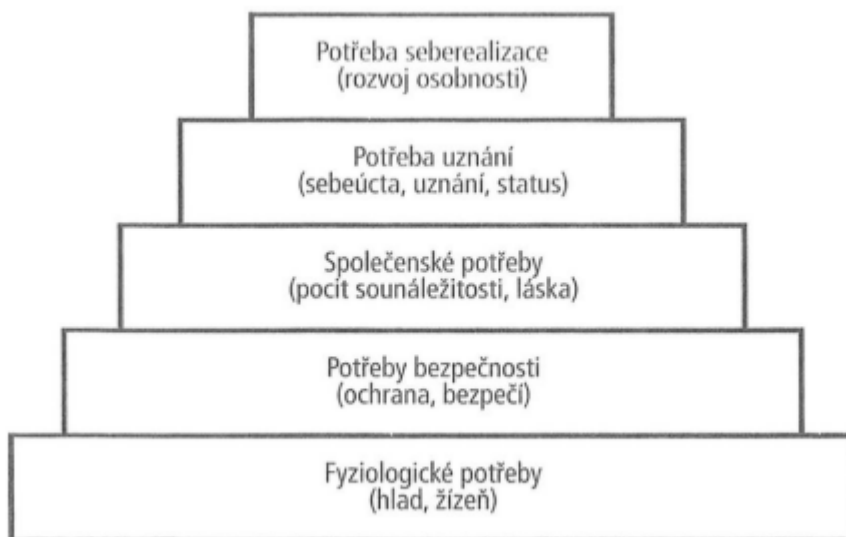 Potřeba seberealizace
(rozvoj osobnosti)
Potřeba uznání
(sebeúcta, uznání, status)
Společenské potřeby
(pocit sounáležitosti, láska)
Potřeby bezpečnosti
(ochrana, bezpečí)
Fyziologické potřeby
(hlad, žízeň)